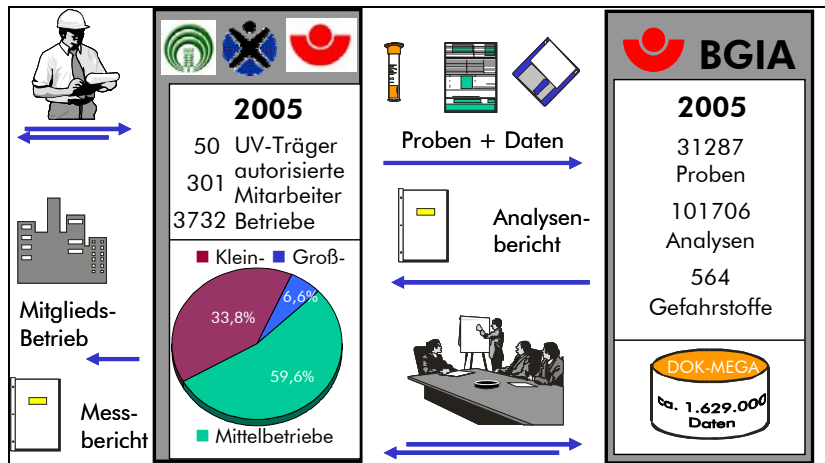 2005
50 UV-Träger
301 autorisierte
Mitarbeiter
3732 Betriebe
Klein- Groß-
6,6%
33,8%
59,6%
Mittelbetriebe
Mitglieds-
Betrieb
Mess-
bericht
Proben + Daten
Analysen-
bericht
BGIA
2005
31287
Proben
101706
Analysen
564
Gefahrstoffe
DOK-MEGA
ca. 1.629.000
Daten